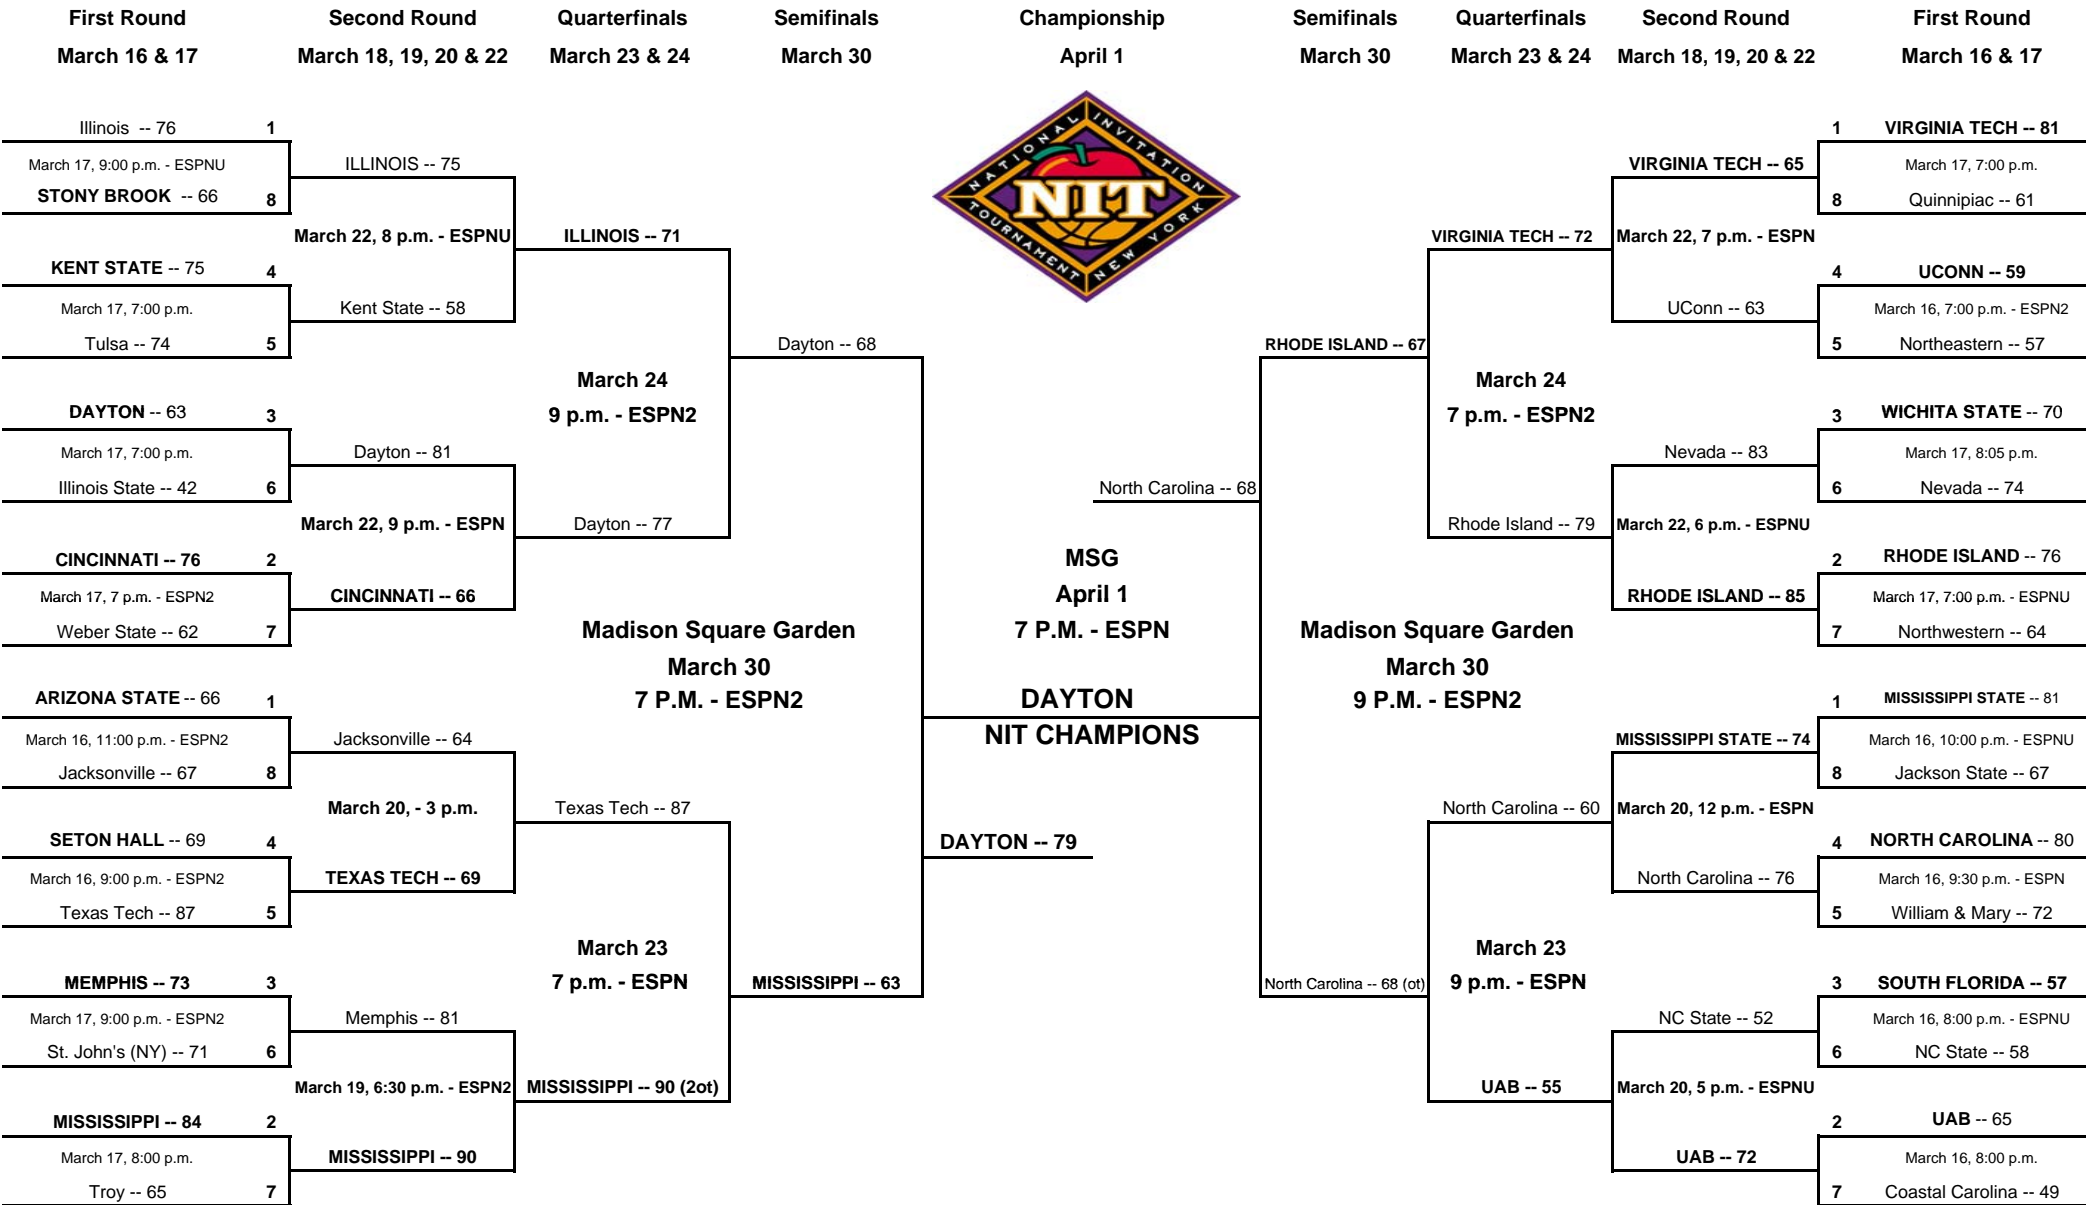 First Round
Second Round
Quarterfinals
Semifinals
Championship
Semifinals
Quarterfinals
Second Round
First Round
March 16 & 17
March 18, 19, 20 & 22
March 23 & 24
March 30
April 1
March 30
March 23 & 24
March 18, 19, 20 & 22
March 16 & 17
Illinois -- 76 1
March 17, 9:00 p.m. - ESPNU
STONY BROOK -- 66 8
KENT STATE -- 75 4
March 17, 7:00 p.m.
Tulsa -- 74 5
DAYTON -- 63 3
March 17, 7:00 p.m.
Illinois State -- 42 6
CINCINNATI -- 76 2
March 17, 7 p.m. - ESPN2
Weber State -- 62 7
ARIZONA STATE -- 66 1
March 16, 11:00 p.m. - ESPN2
Jacksonville -- 67 8
SETON HALL -- 69 4
March 16, 9:00 p.m. - ESPN2
Texas Tech -- 87 5
MEMPHIS -- 73 3
March 17, 9:00 p.m. - ESPN2
St. John's (NY) -- 71 6
MISSISSIPPI -- 84 2
March 17, 8:00 p.m.
Troy -- 65 7
ILLINOIS -- 75
March 22, 8 p.m. - ESPNU
Kent State -- 58
Dayton -- 81
March 22, 9 p.m. - ESPN
CINCINNATI -- 66
Jacksonville -- 64
March 20, - 3 p.m.
TEXAS TECH -- 69
Memphis -- 81
March 19, 6:30 p.m. - ESPN2
MISSISSIPPI -- 90
ILLINOIS -- 71
March 24
9 p.m. - ESPN2
Dayton -- 77
Madison Square Garden
March 30
7 P.M. - ESPN2
Texas Tech -- 87
March 23
7 p.m. - ESPN
MISSISSIPPI -- 90 (2ot)
Dayton -- 68
MISSISSIPPI -- 63
NATIONAL INVITATION
NIT
TOURNAMENT NEW YORK
North Carolina -- 68
MSG
April 1
7 P.M. - ESPN
DAYTON
NIT CHAMPIONS
DAYTON -- 79
RHODE ISLAND -- 67
North Carolina -- 68 (ot)
VIRGINIA TECH -- 72
March 24
7 p.m. - ESPN2
Rhode Island -- 79
Madison Square Garden
March 30
9 P.M. - ESPN2
North Carolina -- 60
March 23
9 p.m. - ESPN
UAB -- 55
VIRGINIA TECH -- 65
March 22, 7 p.m. - ESPN
UConn -- 63
Nevada -- 83
March 22, 6 p.m. - ESPNU
RHODE ISLAND -- 85
MISSISSIPPI STATE -- 74
March 20, 12 p.m. - ESPN
North Carolina -- 76
NC State -- 52
March 20, 5 p.m. - ESPNU
UAB -- 72
1 VIRGINIA TECH -- 81
March 17, 7:00 p.m.
8 Quinnipiac -- 61
4 UCONN -- 59
March 16, 7:00 p.m. - ESPN2
5 Northeastern -- 57
3 WICHITA STATE -- 70
March 17, 8:05 p.m.
6 Nevada -- 74
2 RHODE ISLAND -- 76
March 17, 7:00 p.m. - ESPNU
7 Northwestern -- 64
1 MISSISSIPPI STATE -- 81
March 16, 10:00 p.m. - ESPNU
8 Jackson State -- 67
4 NORTH CAROLINA -- 80
March 16, 9:30 p.m. - ESPN
5 William & Mary -- 72
3 SOUTH FLORIDA -- 57
March 16, 8:00 p.m. - ESPNU
6 NC State -- 58
2 UAB -- 65
March 16, 8:00 p.m.
7 Coastal Carolina -- 49